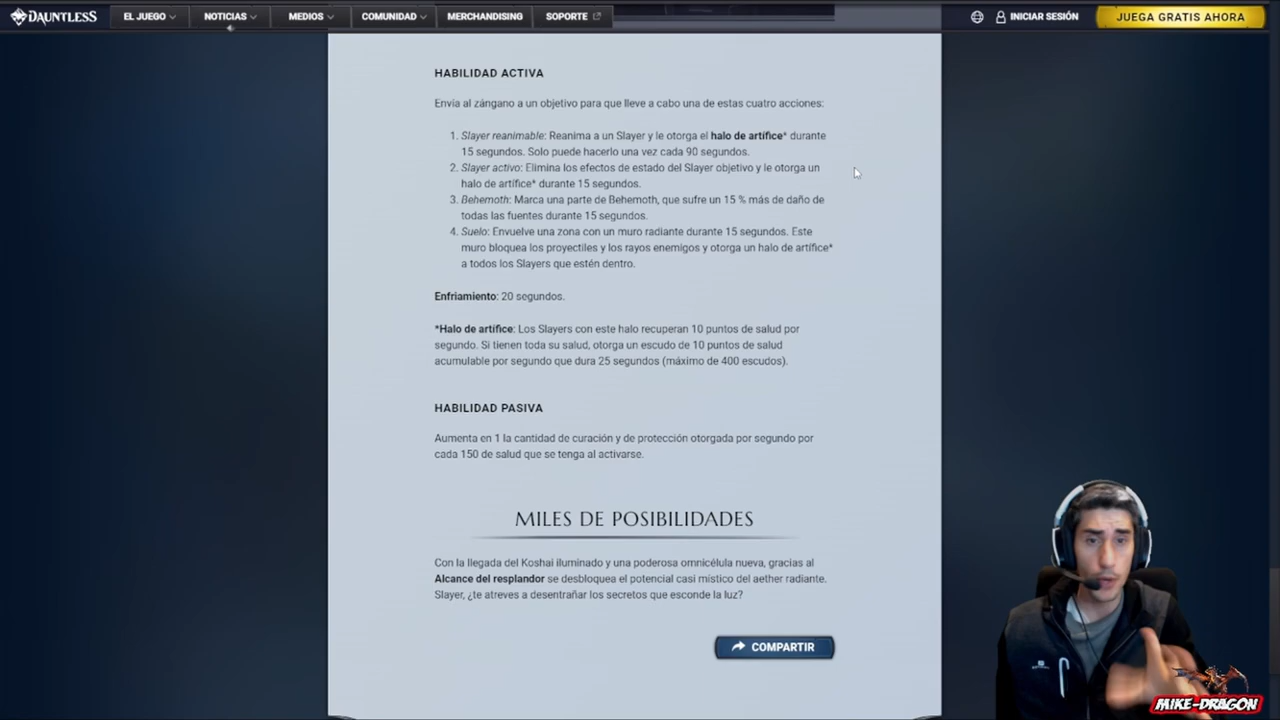 DAUNTLESS
EL JUEGO
NOTICIAS
MEDIOS
COMUNIDAD
MERCHANDISING
SOPORTE
INICIAR SESIÓN
JUEGA GRATIS AHORA
HABILIDAD ACTIVA
Envía al zángano a un objetivo para que lleve a cabo una de estas cuatro acciones:
1. Slayer reanimable: Reanima a un Slayer y le otorga el halo de artífice* durante
15 segundos. Solo puede hacerlo una vez cada 90 segundos.
2. Slayer activo: Elimina los efectos de estado del Slayer objetivo y le otorga un
halo de artífice* durante 15 segundos.
3. Behemoth: Marca una parte de Behemoth, que sufre un 15 % más de daño de
todas las fuentes durante 15 segundos.
4. Suelo: Envuelve una zona con un muro radiante durante 15 segundos. Este
muro bloquea los proyectiles y los rayos enemigos y otorga un halo de artífice*
a todos los Slayers que estén dentro.
Enfriamiento: 20 segundos.
*Halo de artífice: Los Slayers con este halo recuperan 10 puntos de salud por
segundo. Si tienen toda su salud, otorga un escudo de 10 puntos de salud
acumulable por segundo que dura 25 segundos (máximo de 400 escudos).
HABILIDAD PASIVA
Aumenta en 1 la cantidad de curación y de protección otorgada por segundo por
cada 150 de salud que se tenga al activarse.
MILES DE POSIBILIDADES
Con la llegada del Koshai iluminado y una poderosa omnicélula nueva, gracias al
Alcance del resplandor se desbloquea el potencial casi místico del aether radiante.
Slayer, ¿te atreves a desentrañar los secretos que esconde la luz?
COMPARTIR
MIKE-DRAGON